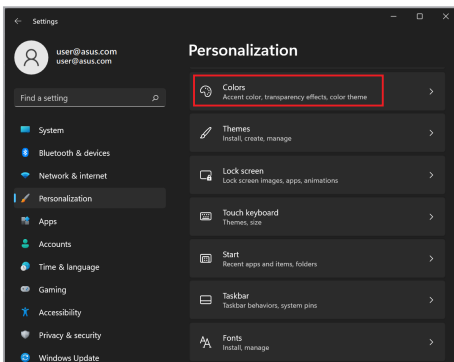 Settings
user@asus.com
user@asus.com
Find a setting
System
Bluetooth & devices
Network & internet
Personalization
Apps
Accounts
Time & language
Gaming
Accessibility
Privacy & security
Windows Update
Personalization
Colors
Accent color, transparency effects, color theme
Themes
Install, create, manage
Lock screen
Lock screen images, apps, animations
Touch keyboard
Themes, size
Start
Recent apps and items, folders
Taskbar
Taskbar behaviors, system pins
Fonts
Install, manage